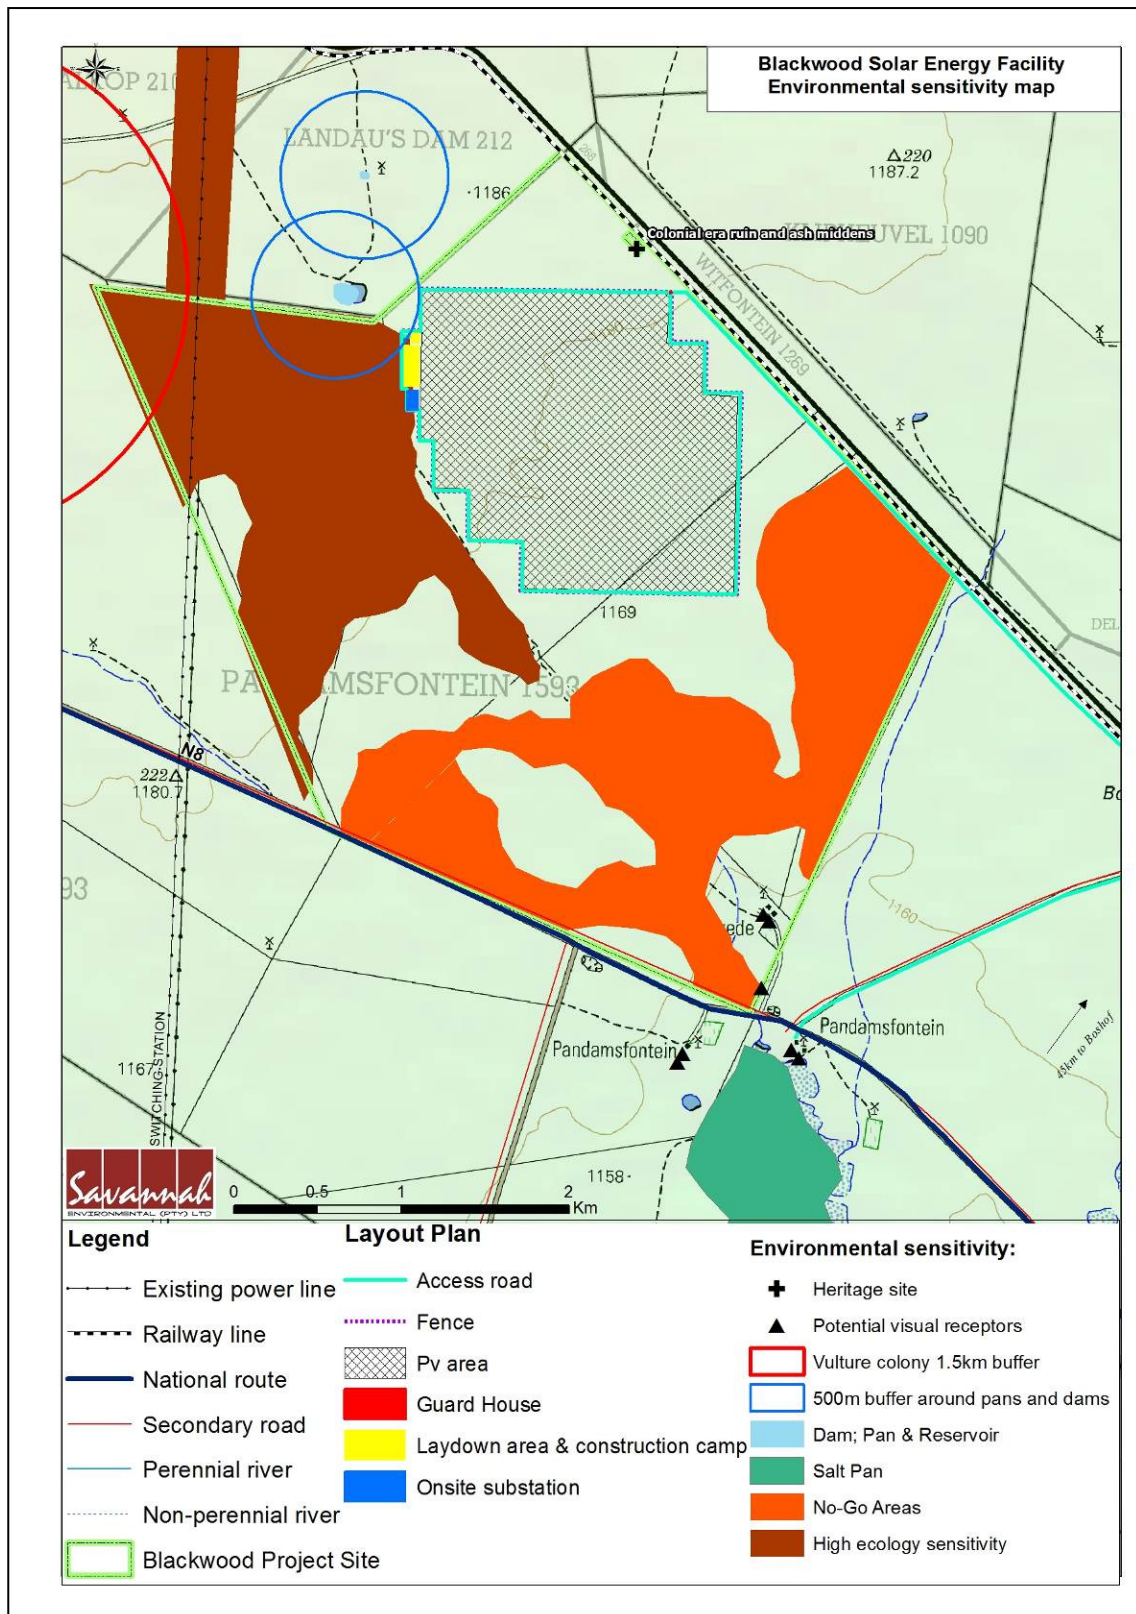 Blackwood Solar Energy Facility
Environmental sensitivity map
LANDAU'S DAM 212
△220
1187.2
·1186
Colonial era ruin and ash middens
WITFONTEIN 1269
1180
1169
PANDAMSFONTEIN 1593
DEL
N8
222△
1180.7
Bo
93
1160
ede
Pandamsfontein
Pandamsfontein
45km to Boshof
1167
SWITCHING STATION
1158
Savannah
ENVIRONMENTAL (PTY) LTD
0 0.5 1 2
Km
Legend
Existing power line
Railway line
National route
Secondary road
Perennial river
Non-perennial river
Blackwood Project Site
Layout Plan
Access road
Fence
Pv area
Guard House
Laydown area & construction camp
Onsite substation
Environmental sensitivity:
Heritage site
Potential visual receptors
Vulture colony 1.5km buffer
500m buffer around pans and dams
Dam; Pan & Reservoir
Salt Pan
No-Go Areas
High ecology sensitivity